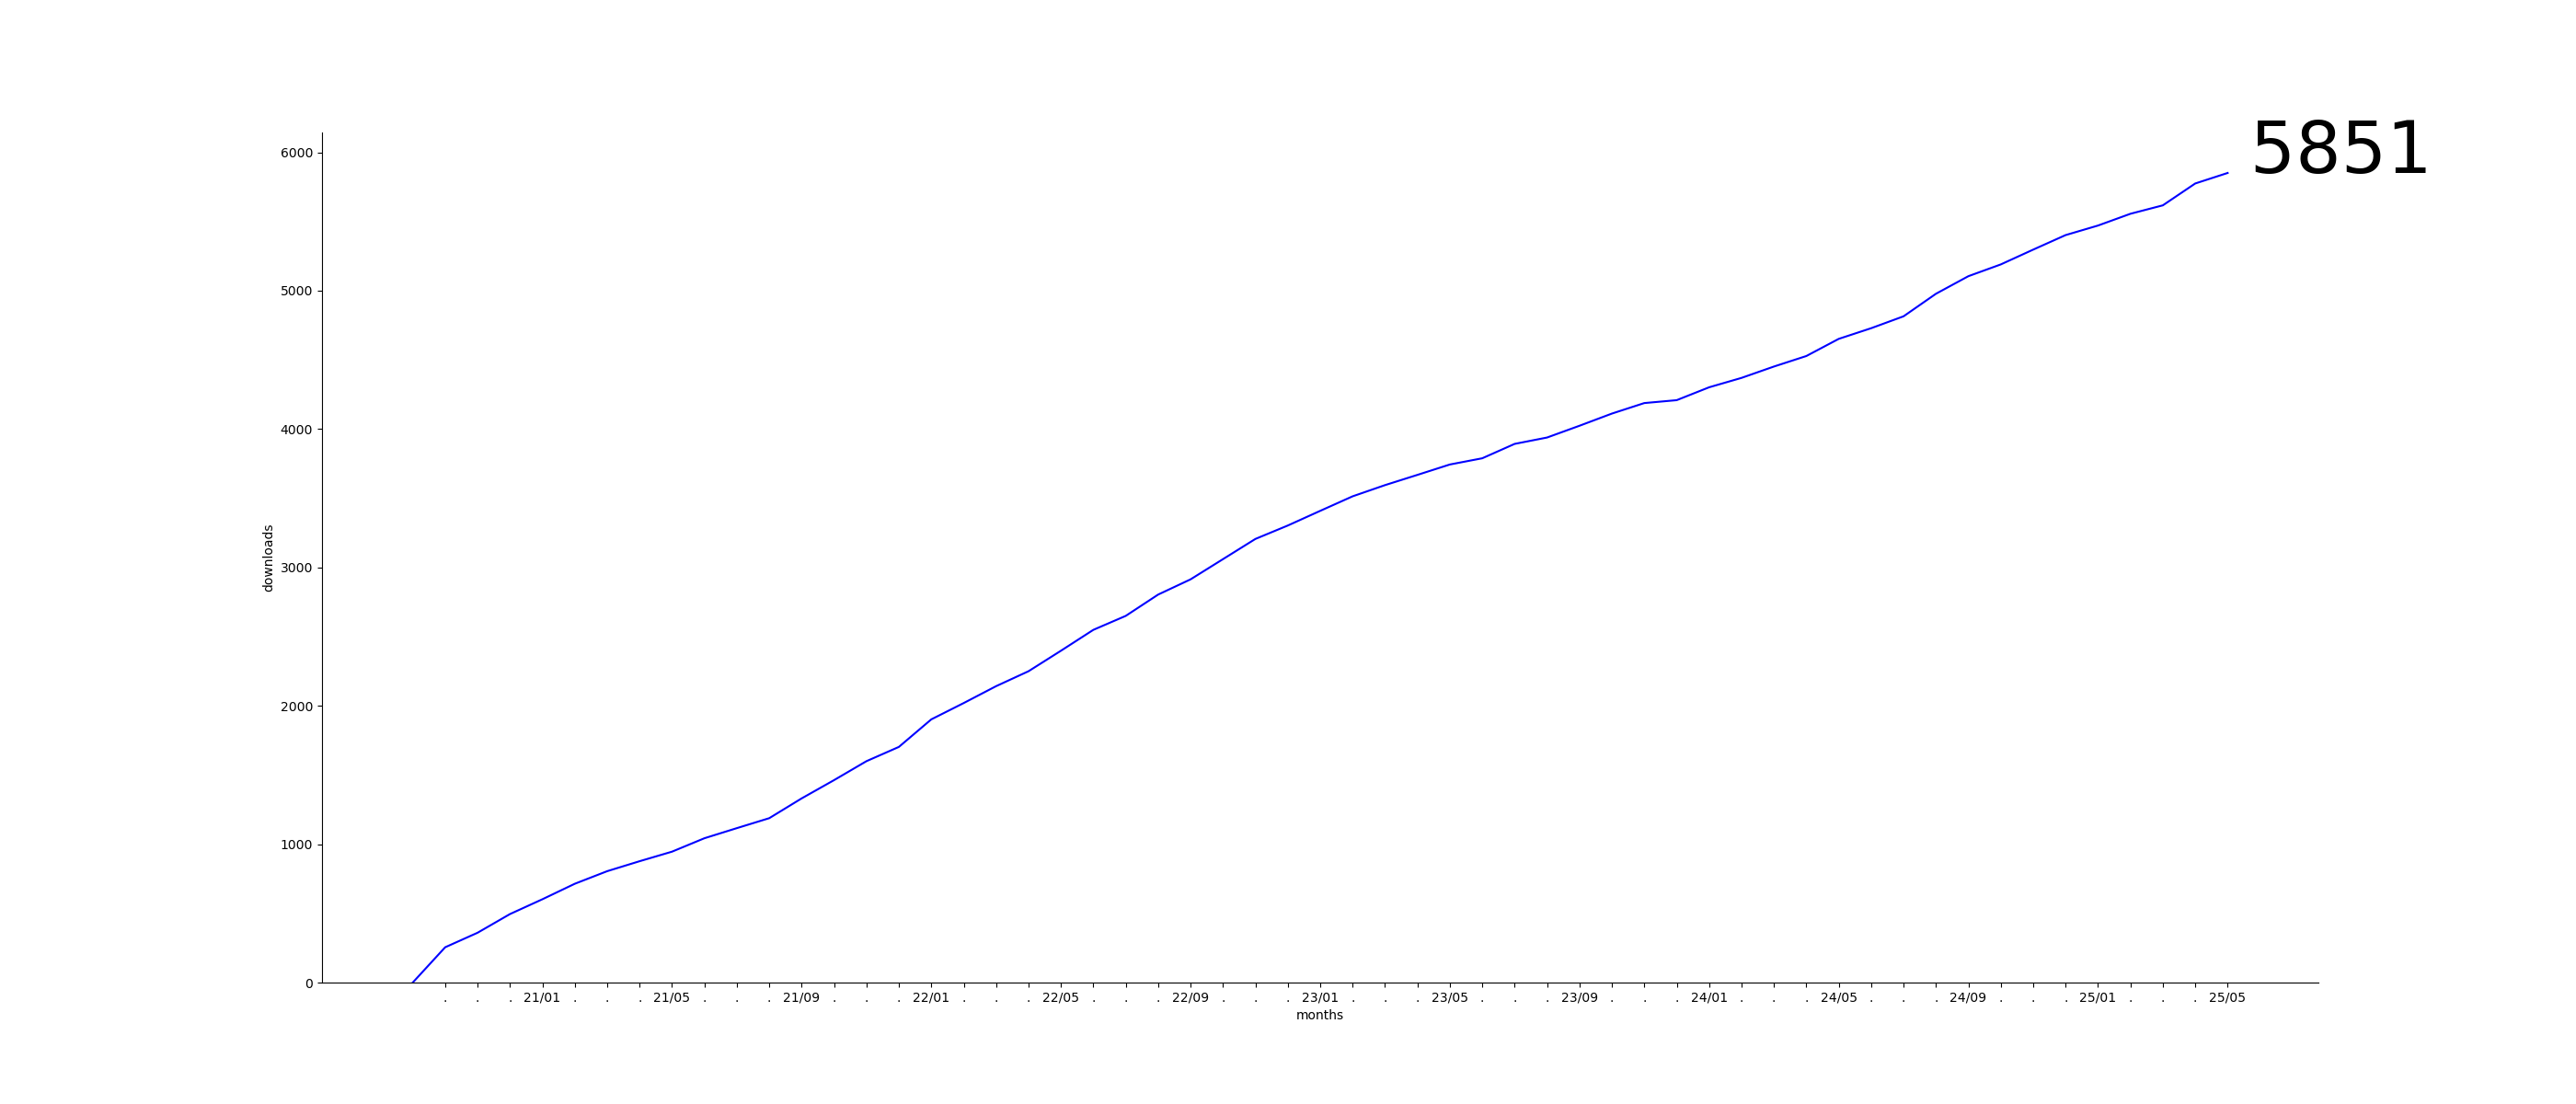 5851
6000
5000
4000
3000
2000
1000
0
downloads
. . . 21/01 . . . 21/05 . . . 21/09 . . . 22/01 . . . 22/05 . . . 22/09 . . . 23/01 . . . 23/05 . . . 23/09 . . . 24/01 . . . 24/05 . . . 24/09 . . . 25/01 . . . 25/05
months